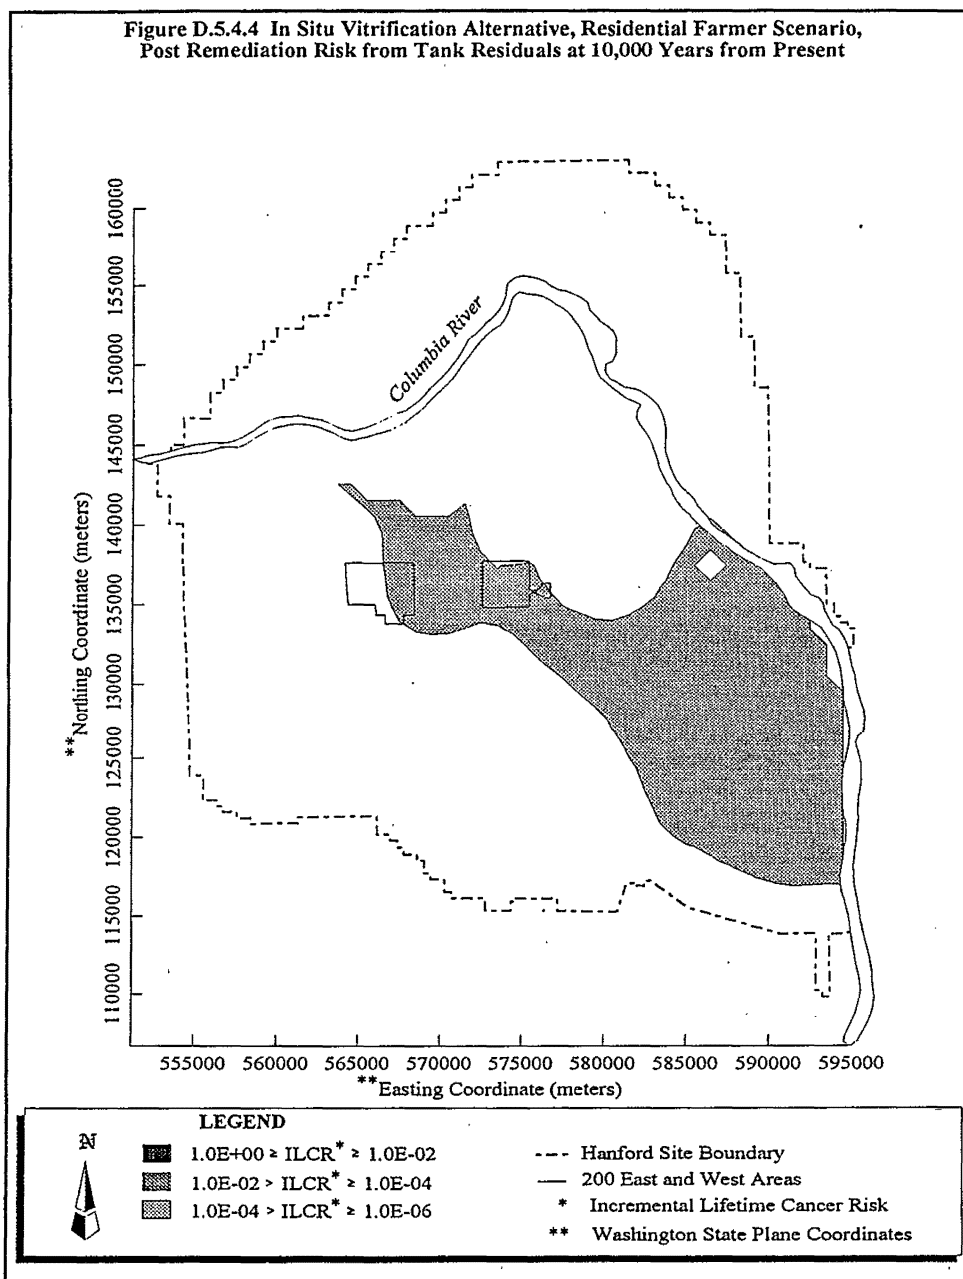 Figure D.5.4.4 In Situ Vitrification Alternative, Residential Farmer Scenario,
Post Remediation Risk from Tank Residuals at 10,000 Years from Present
160000
155000
150000
145000
140000
135000
130000
125000
120000
115000
110000
**Northing Coordinate (meters)
Columbia River
555000 560000 565000 570000 575000 580000 585000 590000 595000
**Easting Coordinate (meters)
LEGEND
N
1.0E+00 ≥ ILCR* ≥ 1.0E-02
1.0E-02 > ILCR* ≥ 1.0E-04
1.0E-04 > ILCR* ≥ 1.0E-06
Hanford Site Boundary
200 East and West Areas
* Incremental Lifetime Cancer Risk
** Washington State Plane Coordinates